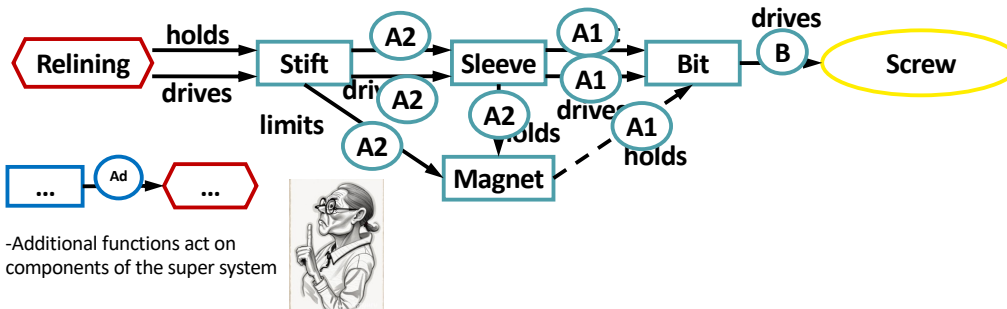 holds A2 A1 drives
B
Relining Stift Sleeve Bit Screw
drives A2 A1 drives
limits A2 A2 A1
holds
Magnet
... Ad ...
-Additional functions act on
components of the super system